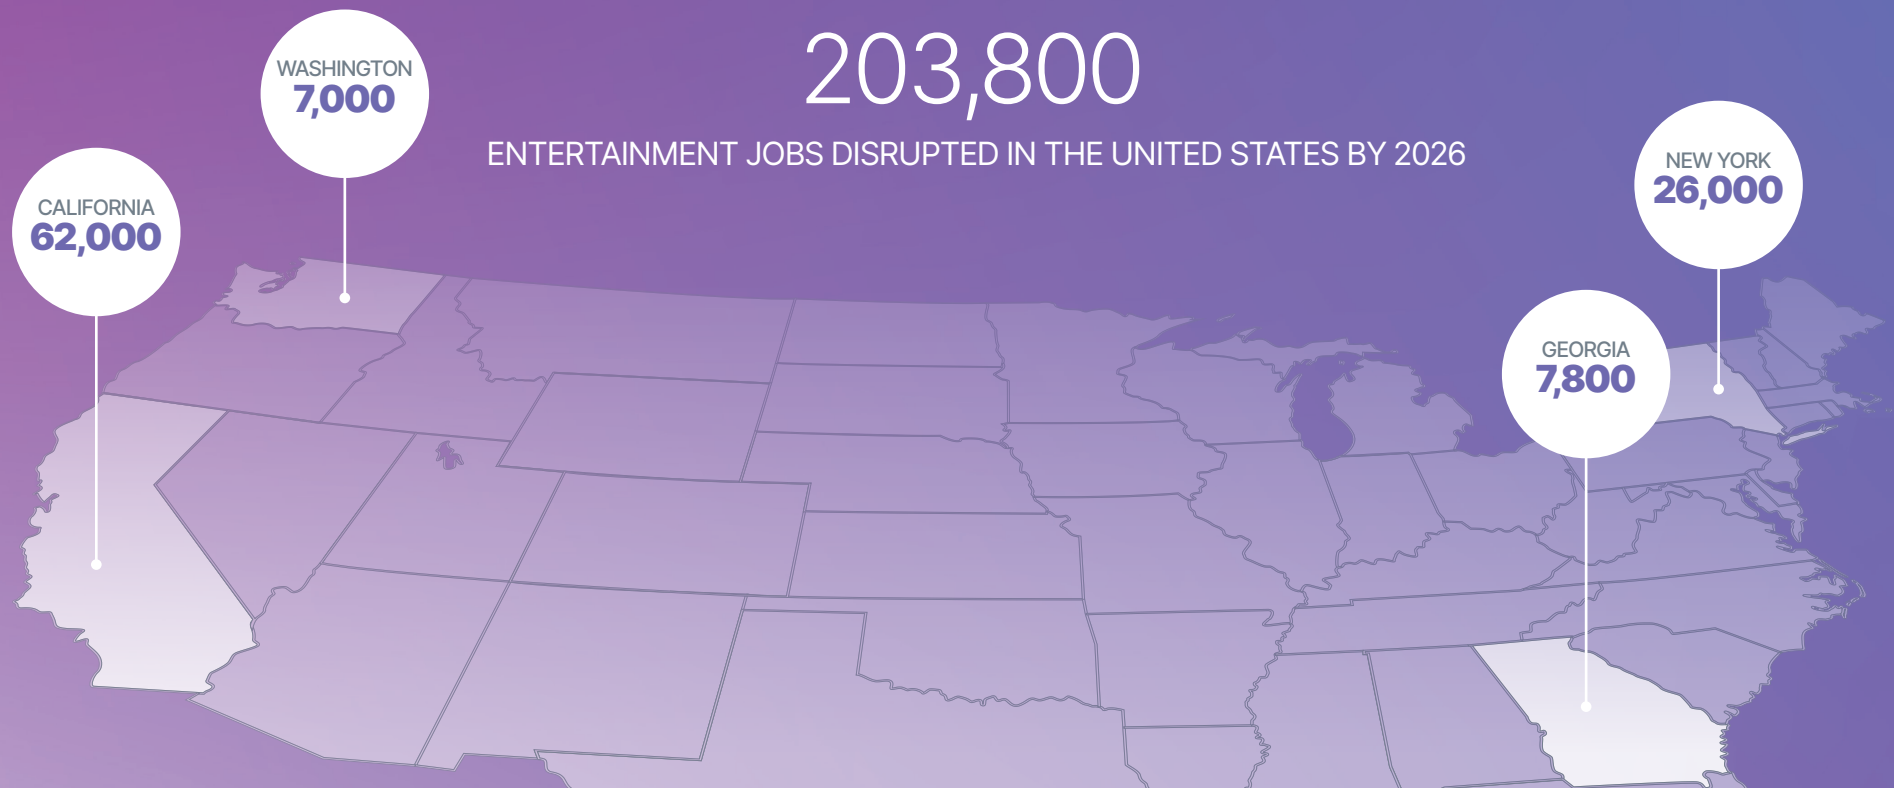 203,800
ENTERTAINMENT JOBS DISRUPTED IN THE UNITED STATES BY 2026
WASHINGTON
7,000
CALIFORNIA
62,000
NEW YORK
26,000
GEORGIA
7,800